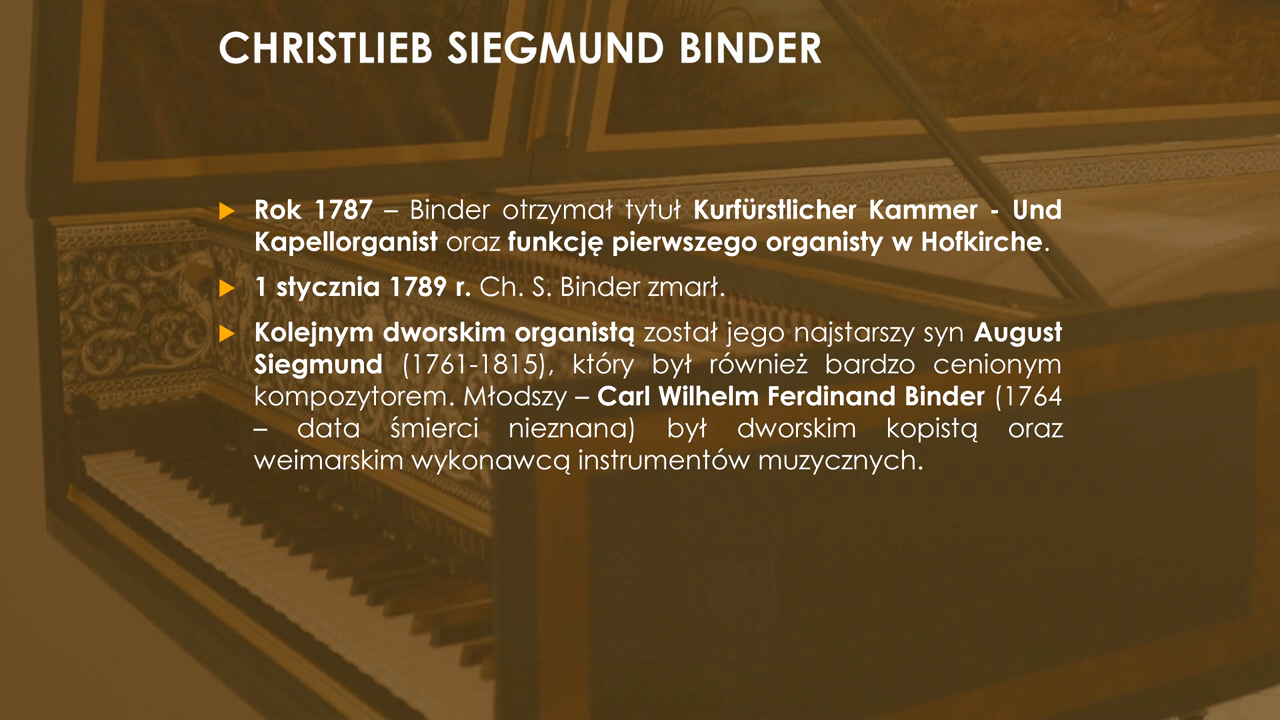 CHRISTLIEB SIEGMUND BINDER
Rok 1787 – Binder otrzymał tytuł Kurfürstlicher Kammer - Und
Kapellorganist oraz funkcję pierwszego organisty w Hofkirche.
1 stycznia 1789 r. Ch. S. Binder zmarł.
Kolejnym dworskim organistą został jego najstarszy syn August
Siegmund (1761-1815), który był również bardzo cenionym
kompozytorem. Młodszy – Carl Wilhelm Ferdinand Binder (1764
– data śmierci nieznana) był dworskim kopistą oraz
weimarskim wykonawcą instrumentów muzycznych.